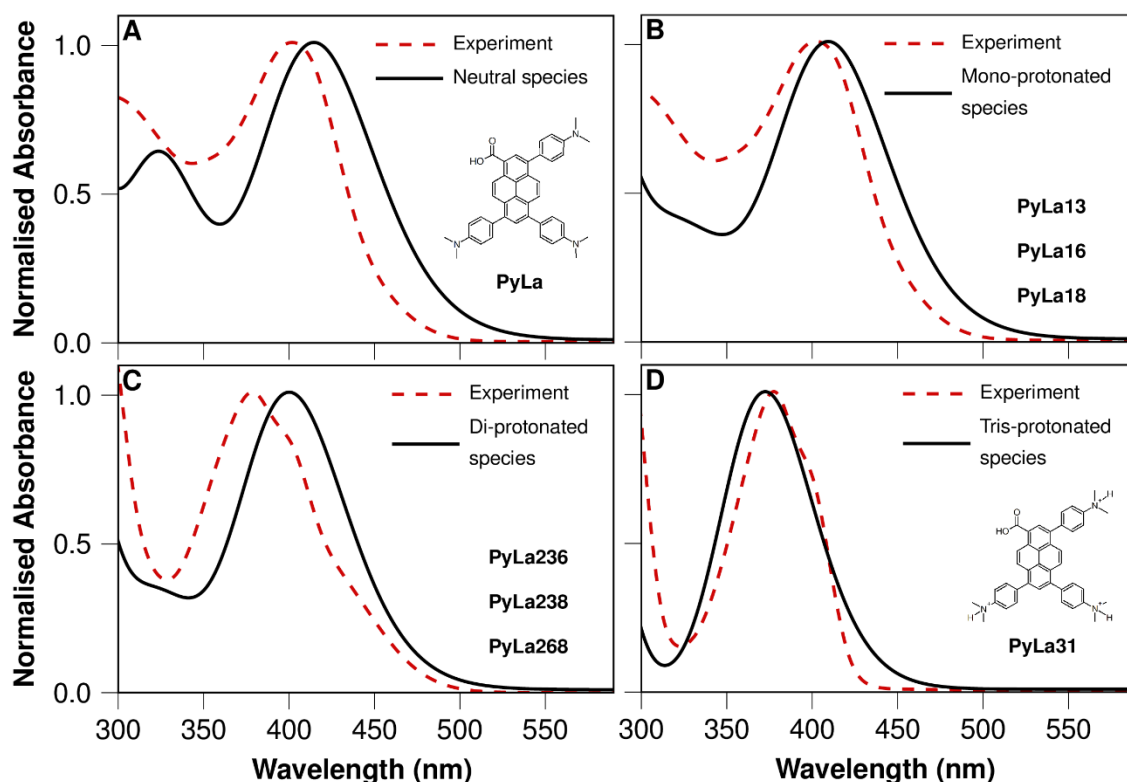 A
Experiment
Neutral species
PyLa
O
HO
N
N
N
1.0
0.5
0.0
Normalised Absorbance
B
Experiment
Mono-protonated
species
PyLa13
PyLa16
PyLa18
C
Experiment
Di-protonated
species
PyLa236
PyLa238
PyLa268
1.0
0.5
0.0
Normalised Absorbance
300 350 400 450 500 550
Wavelength (nm)
D
Experiment
Tris-protonated
species
O
HO
N+ H
N+
H
N+
H
PyLa31
300 350 400 450 500 550
Wavelength (nm)